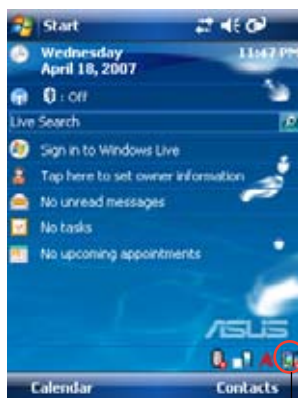 Start
Wednesday
April 18, 2007
11:47 PM
: Off
Live Search
Sign in to Windows Live
Tap here to set owner information
No unread messages
No tasks
No upcoming appointments
ASUS
A
Calendar
Contacts